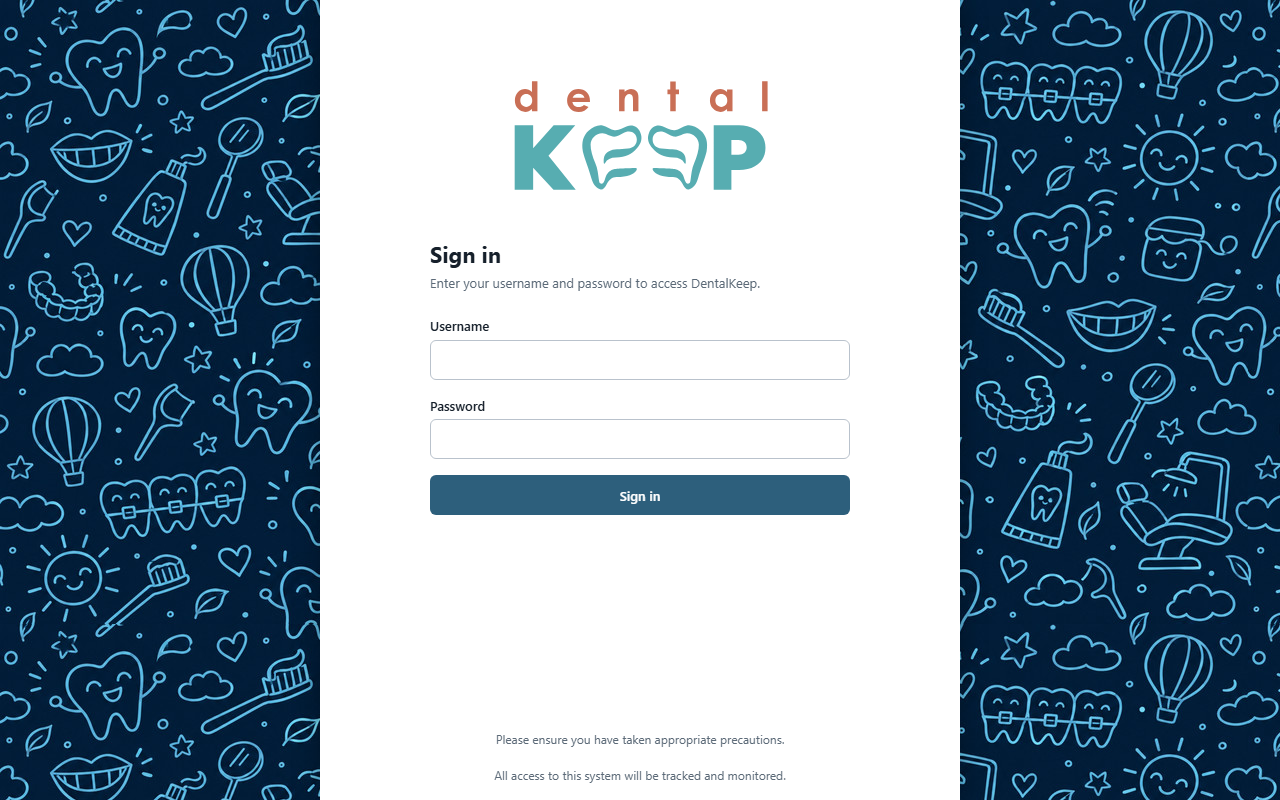 dental
KEEP
Sign in
Enter your username and password to access DentalKeep.
Username
Password
Sign in
Please ensure you have taken appropriate precautions.
All access to this system will be tracked and monitored.